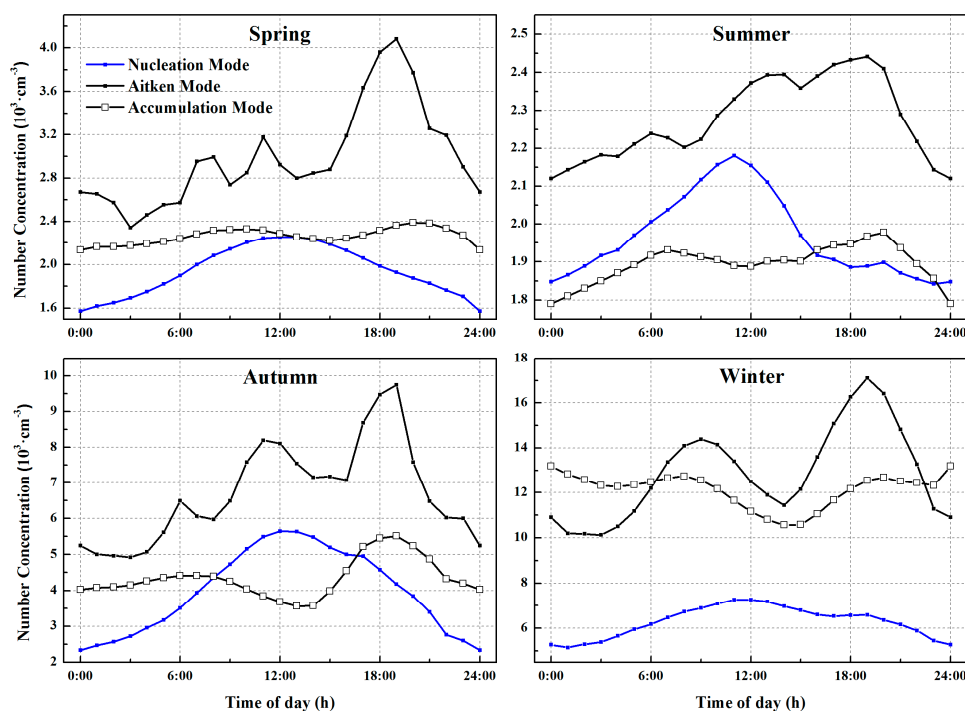 Spring
Nucleation Mode
Aitken Mode
Accumulation Mode
Number Concentration (10³·cm⁻³)
4.0
3.6
3.2
2.8
2.4
2.0
1.6
0:00 6:00 12:00 18:00 24:00
Summer
2.5
2.4
2.3
2.2
2.1
2.0
1.9
1.8
0:00 6:00 12:00 18:00 24:00
Autumn
Number Concentration (10³·cm⁻³)
10
9
8
7
6
5
4
3
2
0:00 6:00 12:00 18:00 24:00
Time of day (h)
Winter
16
14
12
10
8
6
0:00 6:00 12:00 18:00 24:00
Time of day (h)